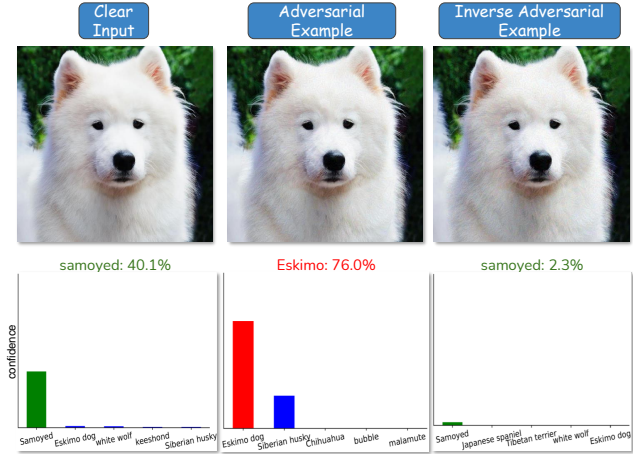 Clear
Input
Adversarial
Example
Inverse Adversarial
Example
samoyed: 40.1%
Eskimo: 76.0%
samoyed: 2.3%
confidence
Samoyed
Eskimo dog
white wolf
keeshond
Siberian husky
Eskimo dog
Siberian husky
Chihuahua
bubble
malamute
Samoyed
Japanese spaniel
Tibetan terrier
white wolf
Eskimo dog